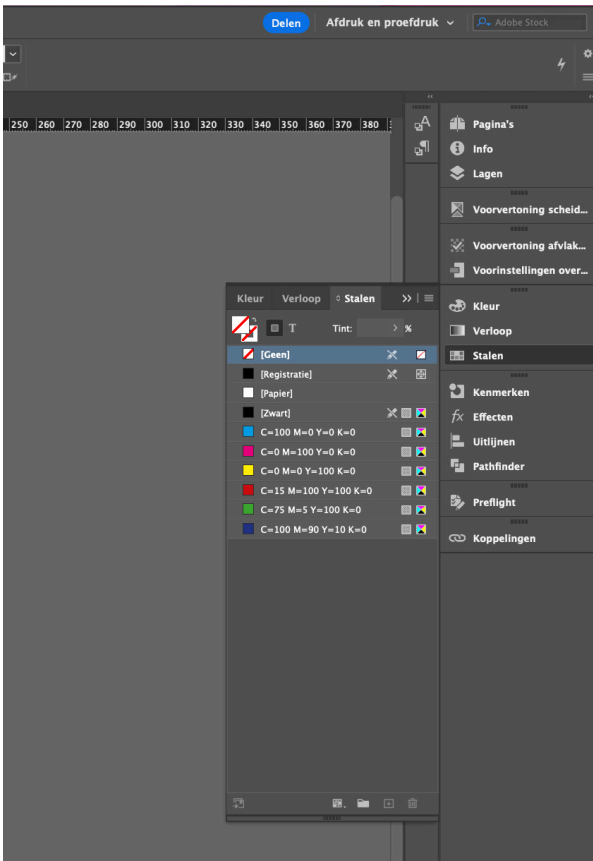 Delen Afdruk en proefdruk Adobe Stock
250 260 270 280 290 300 310 320 330 340 350 360 370 380
A
Pagina's
Info
Lagen
Voorvertoning scheid...
Voorvertoning afvlak...
Voorinstellingen over...
Kleur
Verloop
Stalen
Kenmerken
fx Effecten
Uitlijnen
Pathfinder
Preflight
Koppelingen
Kleur Verloop Stalen
T Tint: %
[Geen]
[Registratie]
[Papier]
[Zwart]
C=100 M=0 Y=0 K=0
C=0 M=100 Y=0 K=0
C=0 M=0 Y=100 K=0
C=15 M=100 Y=100 K=0
C=75 M=5 Y=100 K=0
C=100 M=90 Y=10 K=0